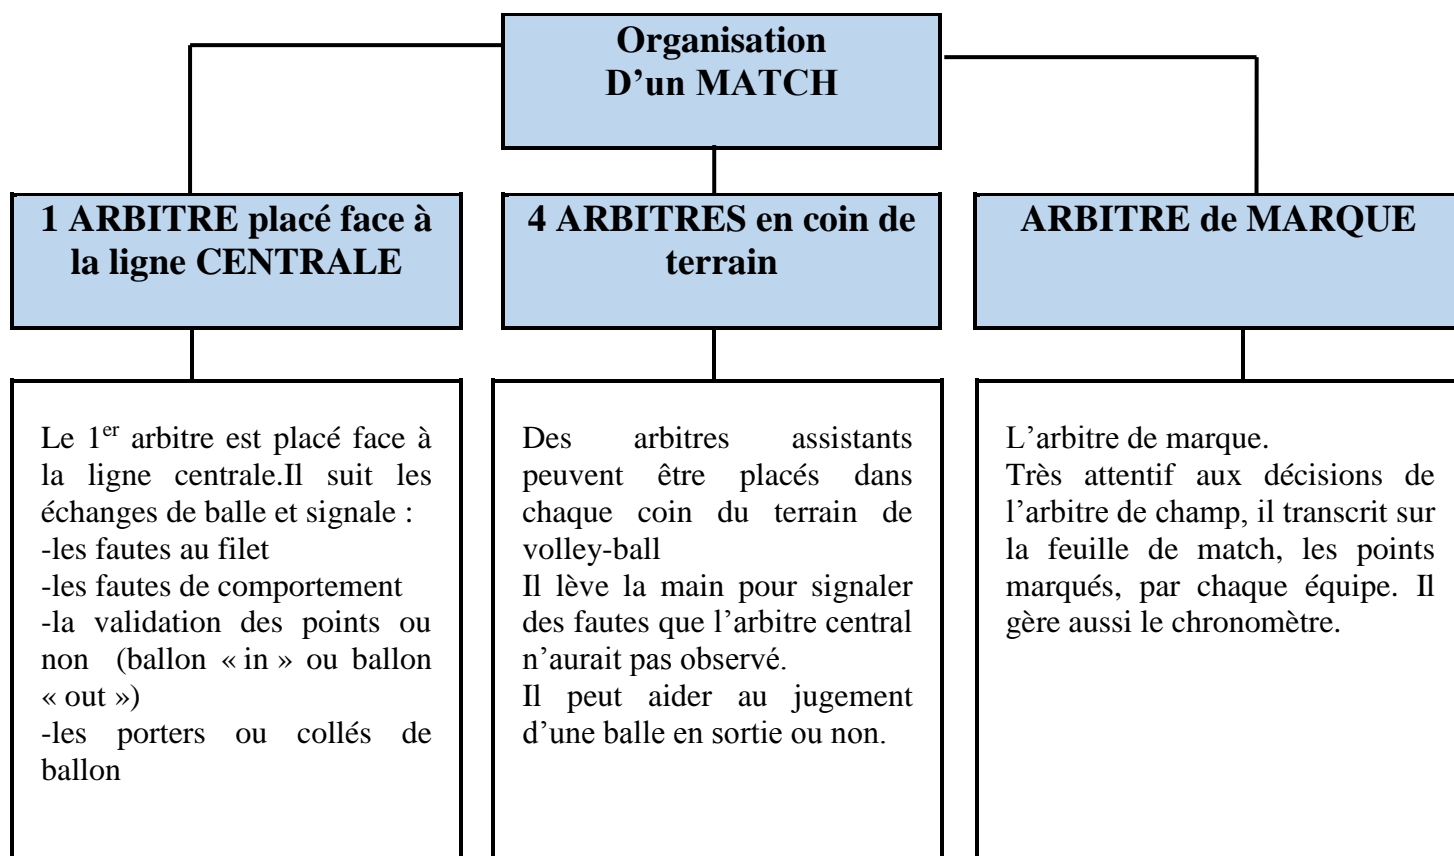 Organisation
D’un MATCH
1 ARBITRE placé face à
la ligne CENTRALE
4 ARBITRES en coin de
terrain
ARBITRE de MARQUE
Le 1er arbitre est placé face à
la ligne centrale.Il suit les
échanges de balle et signale :
-les fautes au filet
-les fautes de comportement
-la validation des points ou
non (ballon « in » ou ballon
« out »)
-les porters ou collés de
ballon
Des arbitres assistants
peuvent être placés dans
chaque coin du terrain de
volley-ball
Il lève la main pour signaler
des fautes que l’arbitre central
n’aurait pas observé.
Il peut aider au jugement
d’une balle en sortie ou non.
L’arbitre de marque.
Très attentif aux décisions de
l’arbitre de champ, il transcrit sur
la feuille de match, les points
marqués, par chaque équipe. Il
gère aussi le chronomètre.